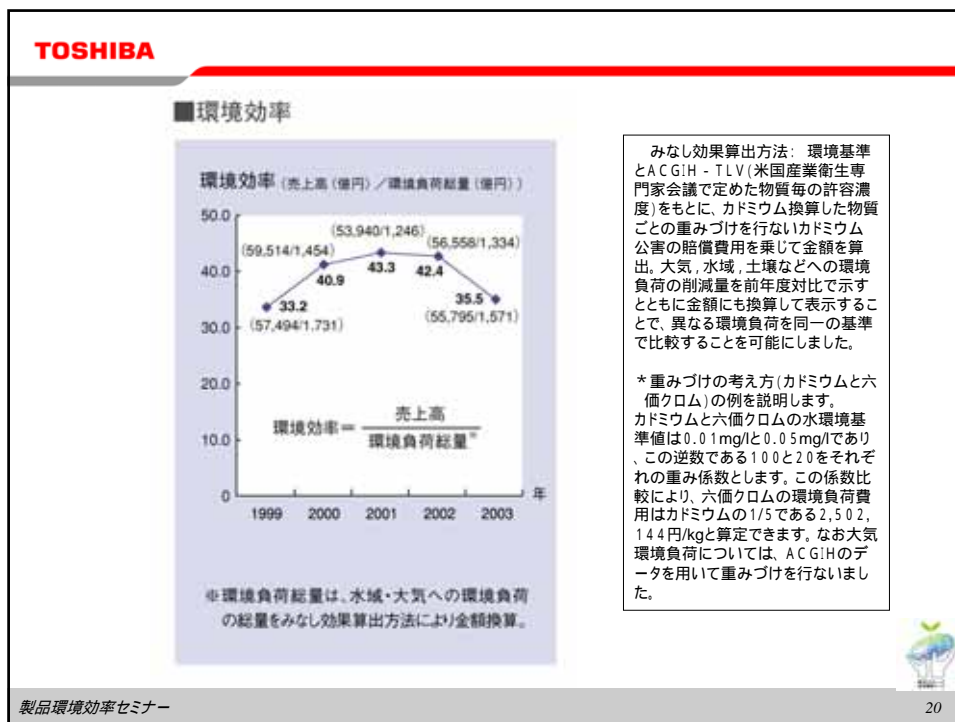 TOSHIBA
■環境効率
環境効率(売上高(億円)/環境負荷総量(億円))
50.0
40.0
30.0
20.0
10.0
0
(59,514/1,454)
(53,940/1,246)
(56,558/1,334)
40.9
43.3
42.4
33.2
(57,494/1,731)
35.5
(55,795/1,571)
環境効率=売上高
環境負荷総量※
1999 2000 2001 2002 2003 年
※環境負荷総量は、水域・大気への環境負荷
の総量をみなし効果算出方法により金額換算。
みなし効果算出方法: 環境基準
とACGIH-TLV(米国産業衛生専
門家会議で定めた物質毎の許容濃
度)をもとに、カドミウム換算した物質
ごとの重みづけを行ないカドミウム
公害の賠償費用を乗じて金額を算
出。大気,水域,土壌などへの環境
負荷の削減量を前年度対比で示す
とともに金額にも換算して表示するこ
とで、異なる環境負荷を同一の基準
で比較することを可能にしました。
*重みづけの考え方(カドミウムと六
価クロム)の例を説明します。
カドミウムと六価クロムの水環境基
準値は0.01mg/lと0.05mg/lであり
、この逆数である100と20をそれぞ
れの重み係数とします。この係数比
較により、六価クロムの環境負荷費
用はカドミウムの1/5である2,502,
144円/kgと算定できます。なお大気
環境負荷については、ACGIHのデ
ータを用いて重みづけを行ないまし
た。
製品環境効率セミナー
20